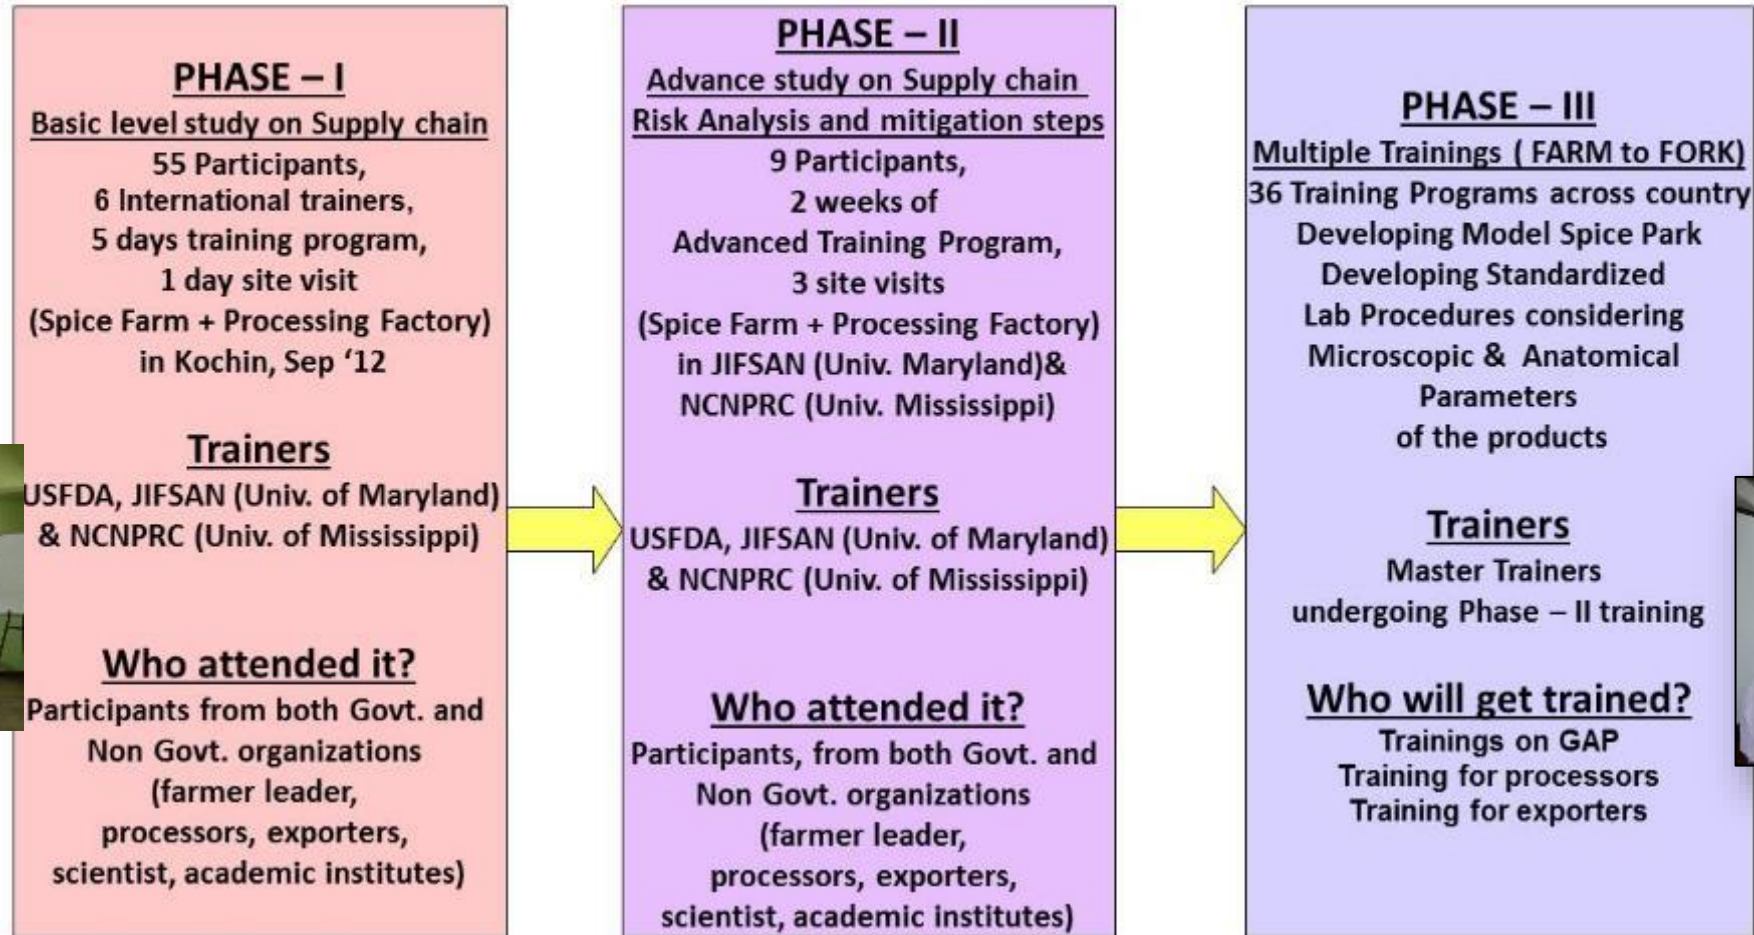 PHASE – I
Basic level study on Supply chain
55 Participants,
6 International trainers,
5 days training program,
1 day site visit
(Spice Farm + Processing Factory)
in Kochin, Sep ‘12
Trainers
USFDA, JIFSAN (Univ. of Maryland)
& NCNPRC (Univ. of Mississippi)
Who attended it?
Participants from both Govt. and
Non Govt. organizations
(farmer leader,
processors, exporters,
scientist, academic institutes)
PHASE – II
Advance study on Supply chain
Risk Analysis and mitigation steps
9 Participants,
2 weeks of
Advanced Training Program,
3 site visits
(Spice Farm + Processing Factory)
in JIFSAN (Univ. Maryland)&
NCNPRC (Univ. Mississippi)
Trainers
USFDA, JIFSAN (Univ. of Maryland)
& NCNPRC (Univ. of Mississippi)
Who attended it?
Participants, from both Govt. and
Non Govt. organizations
(farmer leader,
processors, exporters,
scientist, academic institutes)
PHASE – III
Multiple Trainings ( FARM to FORK)
36 Training Programs across country
Developing Model Spice Park
Developing Standardized
Lab Procedures considering
Microscopic & Anatomical
Parameters
of the products
Trainers
Master Trainers
undergoing Phase – II training
Who will get trained?
Trainings on GAP
Training for processors
Training for exporters